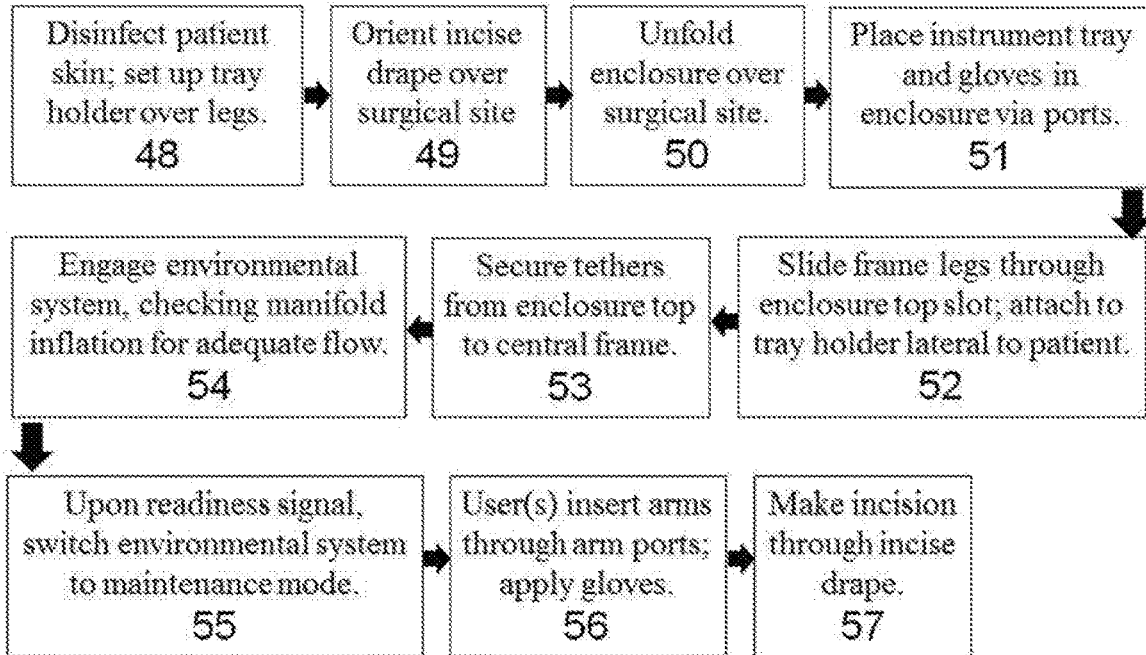 Disinfect patient
skin; set up tray
holder over legs.
48
Orient incise
drape over
surgical site
49
Unfold
enclosure over
surgical site.
50
Place instrument tray
and gloves in
enclosure via ports.
51
Slide frame legs through
enclosure top slot; attach to
tray holder lateral to patient.
52
Secure tethers
from enclosure top
to central frame.
53
Engage environmental
system, checking manifold
inflation for adequate flow.
54
Upon readiness signal,
switch environmental system
to maintenance mode.
55
User(s) insert arms
through arm ports;
apply gloves.
56
Make incision
through incise
drape.
57